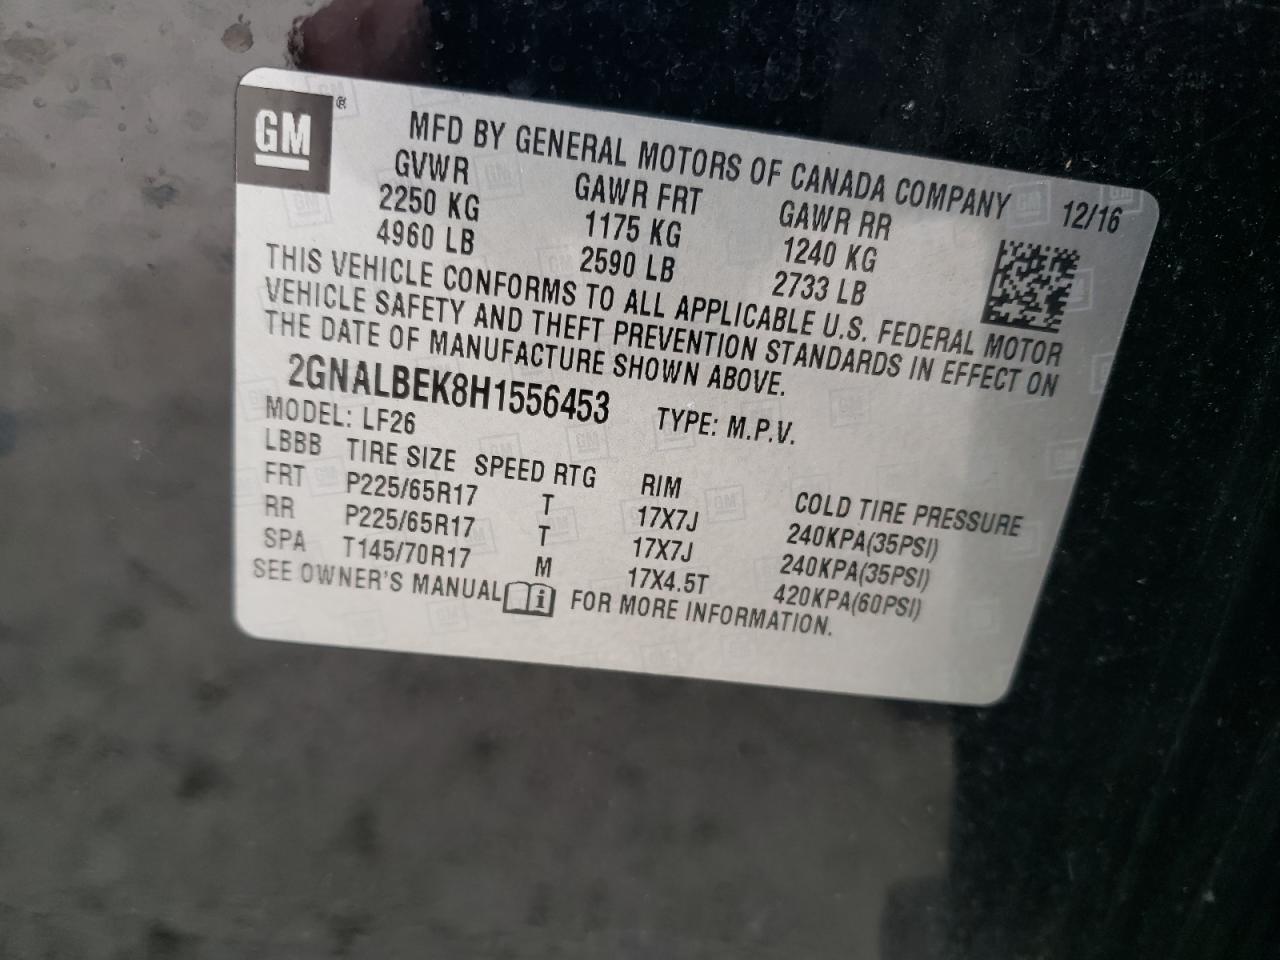 GM ®
MFD BY GENERAL MOTORS OF CANADA COMPANY 12/16
GVWR GAWR FRT GAWR RR
2250 KG 1175 KG 1240 KG
4960 LB 2590 LB 2733 LB
THIS VEHICLE CONFORMS TO ALL APPLICABLE U.S. FEDERAL MOTOR
VEHICLE SAFETY AND THEFT PREVENTION STANDARDS IN EFFECT ON
THE DATE OF MANUFACTURE SHOWN ABOVE.
2GNALBEK8H1556453 TYPE: M.P.V.
MODEL: LF26
LBBB TIRE SIZE SPEED RTG RIM COLD TIRE PRESSURE
FRT P225/65R17 T 17X7J 240KPA(35PSI)
RR P225/65R17 T 17X7J 240KPA(35PSI)
SPA T145/70R17 M 17X4.5T 420KPA(60PSI)
SEE OWNER'S MANUAL i FOR MORE INFORMATION.